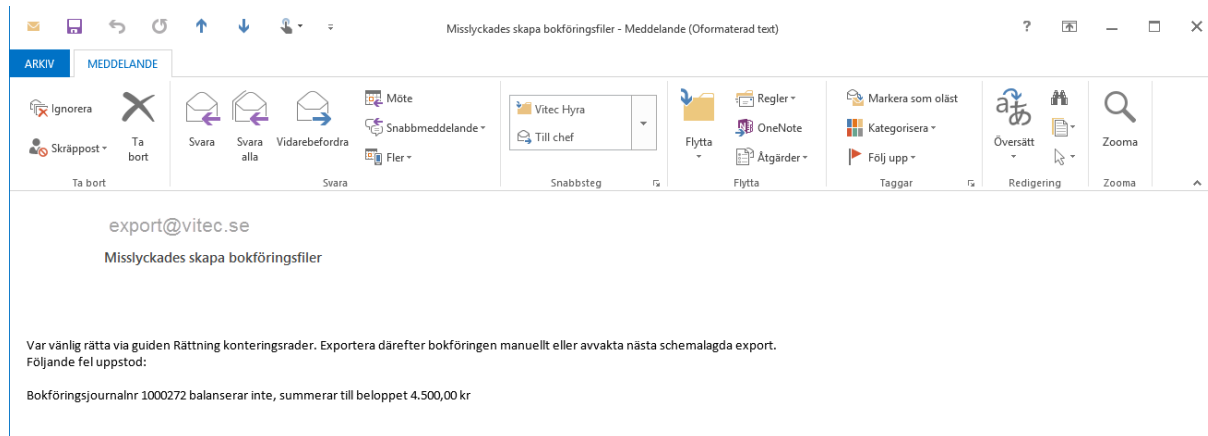 Misslyckades skapa bokföringsfiler - Meddelande (Oformaterad text)
?
ARKIV MEDDELANDE
Ignorera
Skräppost
Ta bort
Ta bort
Svara
Svara alla
Vidarebefordra
Möte
Snabbmeddelande
Fler
Svara
Vitec Hyra
Till chef
Snabbsteg
Flytta
Regler
OneNote
Åtgärder
Flytta
Markera som oläst
Kategorisera
Följ upp
Taggar
Översätt
Redigering
Zooma
Zooma
export@vitec.se
Misslyckades skapa bokföringsfiler
Var vänlig rätta via guiden Rättning konteringsrader. Exportera därefter bokföringen manuellt eller avvakta nästa schemalagda export.
Följande fel uppstod:
Bokföringsjournalnr 1000272 balanserar inte, summerar till beloppet 4.500,00 kr